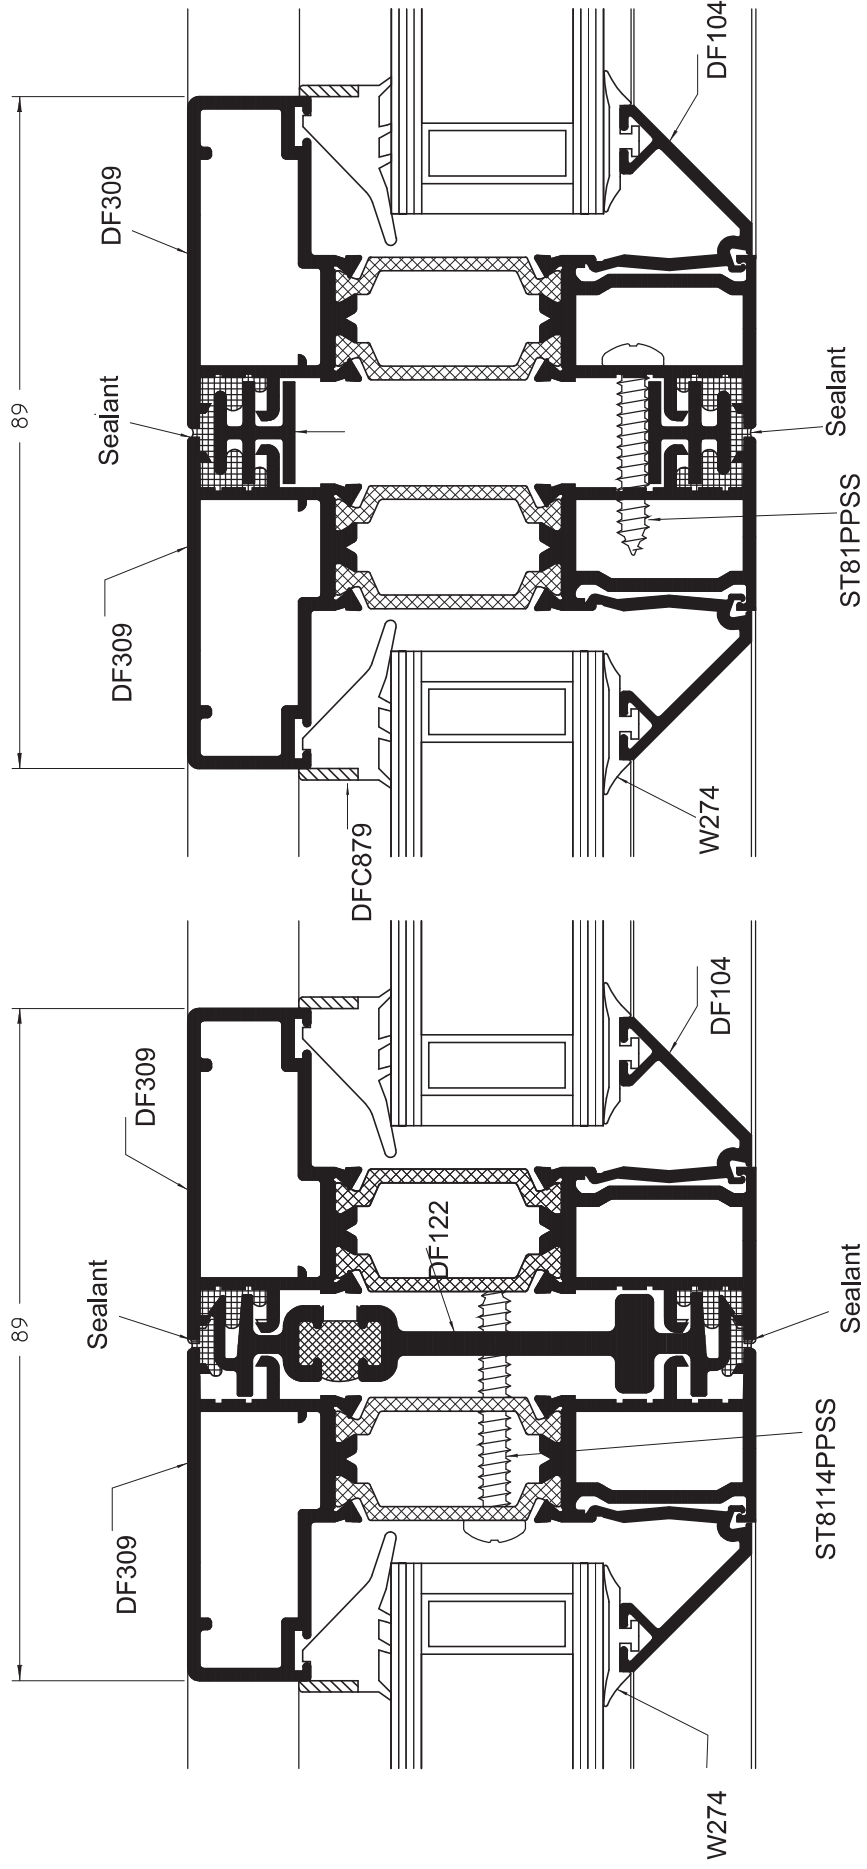 89
Sealant
DF309
DF309
DF122
DF104
W274
ST8114PPSS
Sealant
89
Sealant
DF309
DF309
DFC879
DF104
W274
ST81PPSS
Sealant